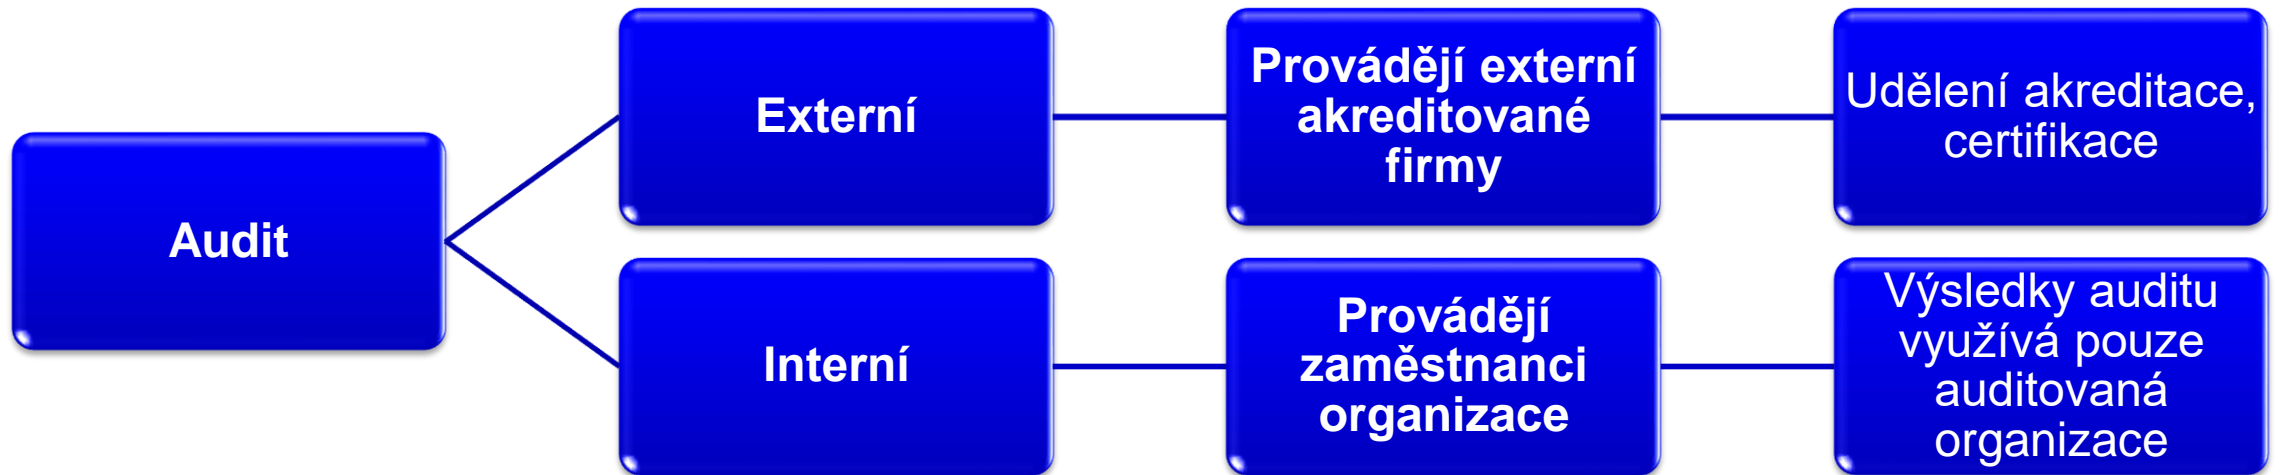 Audit
Externí
Provádějí externí
akreditované
firmy
Udělení akreditace,
certifikace
Interní
Provádějí
zaměstnanci
organizace
Výsledky auditu
využívá pouze
auditovaná
organizace